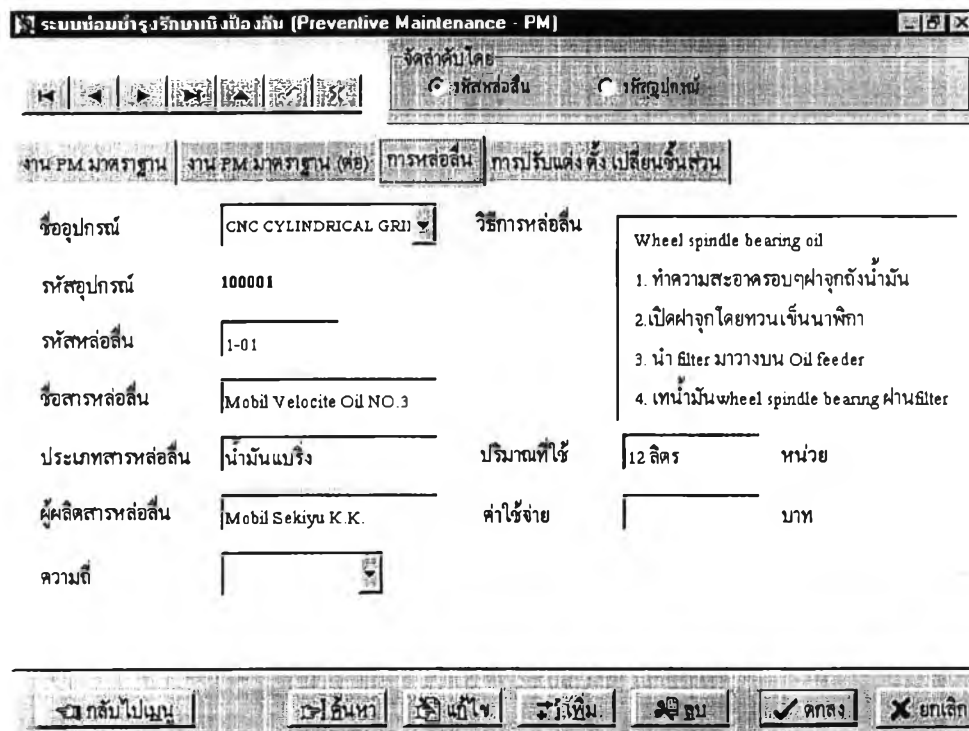 ระบบซ่อมบำรุงรักษาเชิงป้องกัน (Preventive Maintenance - PM)
จัดลำดับโดย
รหัสหล่อลื่น รหัสอุปกรณ์
งาน PM มาตราฐาน งาน PM มาตราฐาน (ต่อ) การหล่อลื่น การปรับแต่ง ตั้ง เปลี่ยนชิ้นส่วน
ชื่ออุปกรณ์ CNC CYLINDRICAL GRII
รหัสอุปกรณ์ 100001
รหัสหล่อลื่น 1-01
ชื่อสารหล่อลื่น Mobil Velocite Oil NO.3
ประเภทสารหล่อลื่น น้ำมันแบริ่ง
ผู้ผลิตสารหล่อลื่น Mobil Sekiyu K.K.
ความถี่
วิธีการหล่อลื่น
Wheel spindle bearing oil
1. ทำความสะอาดรอบๆฝาจุกถังน้ำมัน
2.เปิดฝาจุกโดยทวนเข็นนาฬิกา
3. นำ filter มาวางบน Oil feeder
4. เทน้ำมันwheel spindle bearing ผ่านfilter
ปริมาณที่ใช้ 12 ลิตร หน่วย
ค่าใช้จ่าย บาท
กลับไปเมนู ค้นหา แก้ไข เพิ่ม ลบ ตกลง ยกเลิก